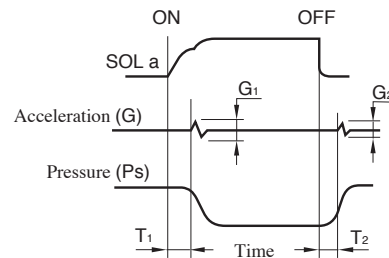 ON OFF
SOL a
G₁
G₂
Acceleration (G)
Pressure (Ps)
T₁ Time T₂